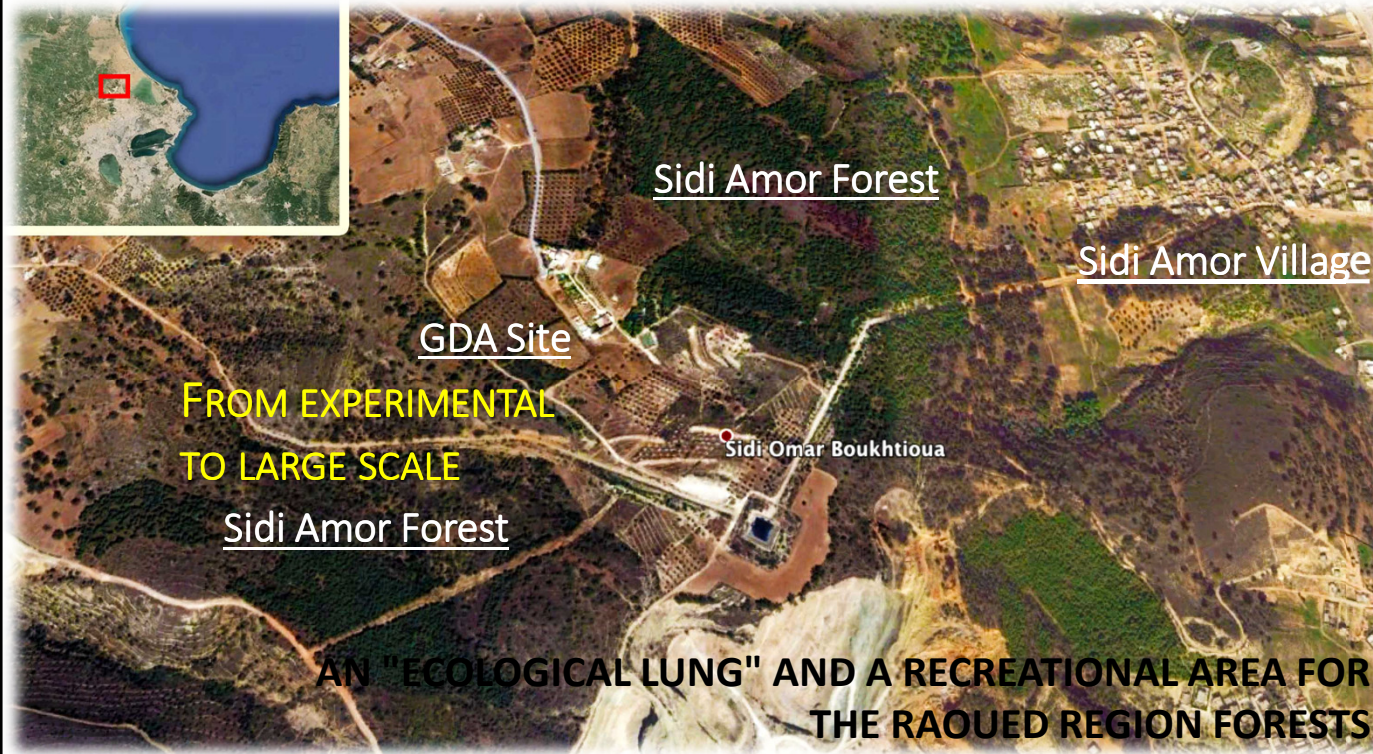 Sidi Amor Forest
Sidi Amor Village
GDA Site
FROM EXPERIMENTAL
TO LARGE SCALE
Sidi Omar Boukhtioua
Sidi Amor Forest
AN "ECOLOGICAL LUNG" AND A RECREATIONAL AREA FOR
THE RAOUED REGION FORESTS